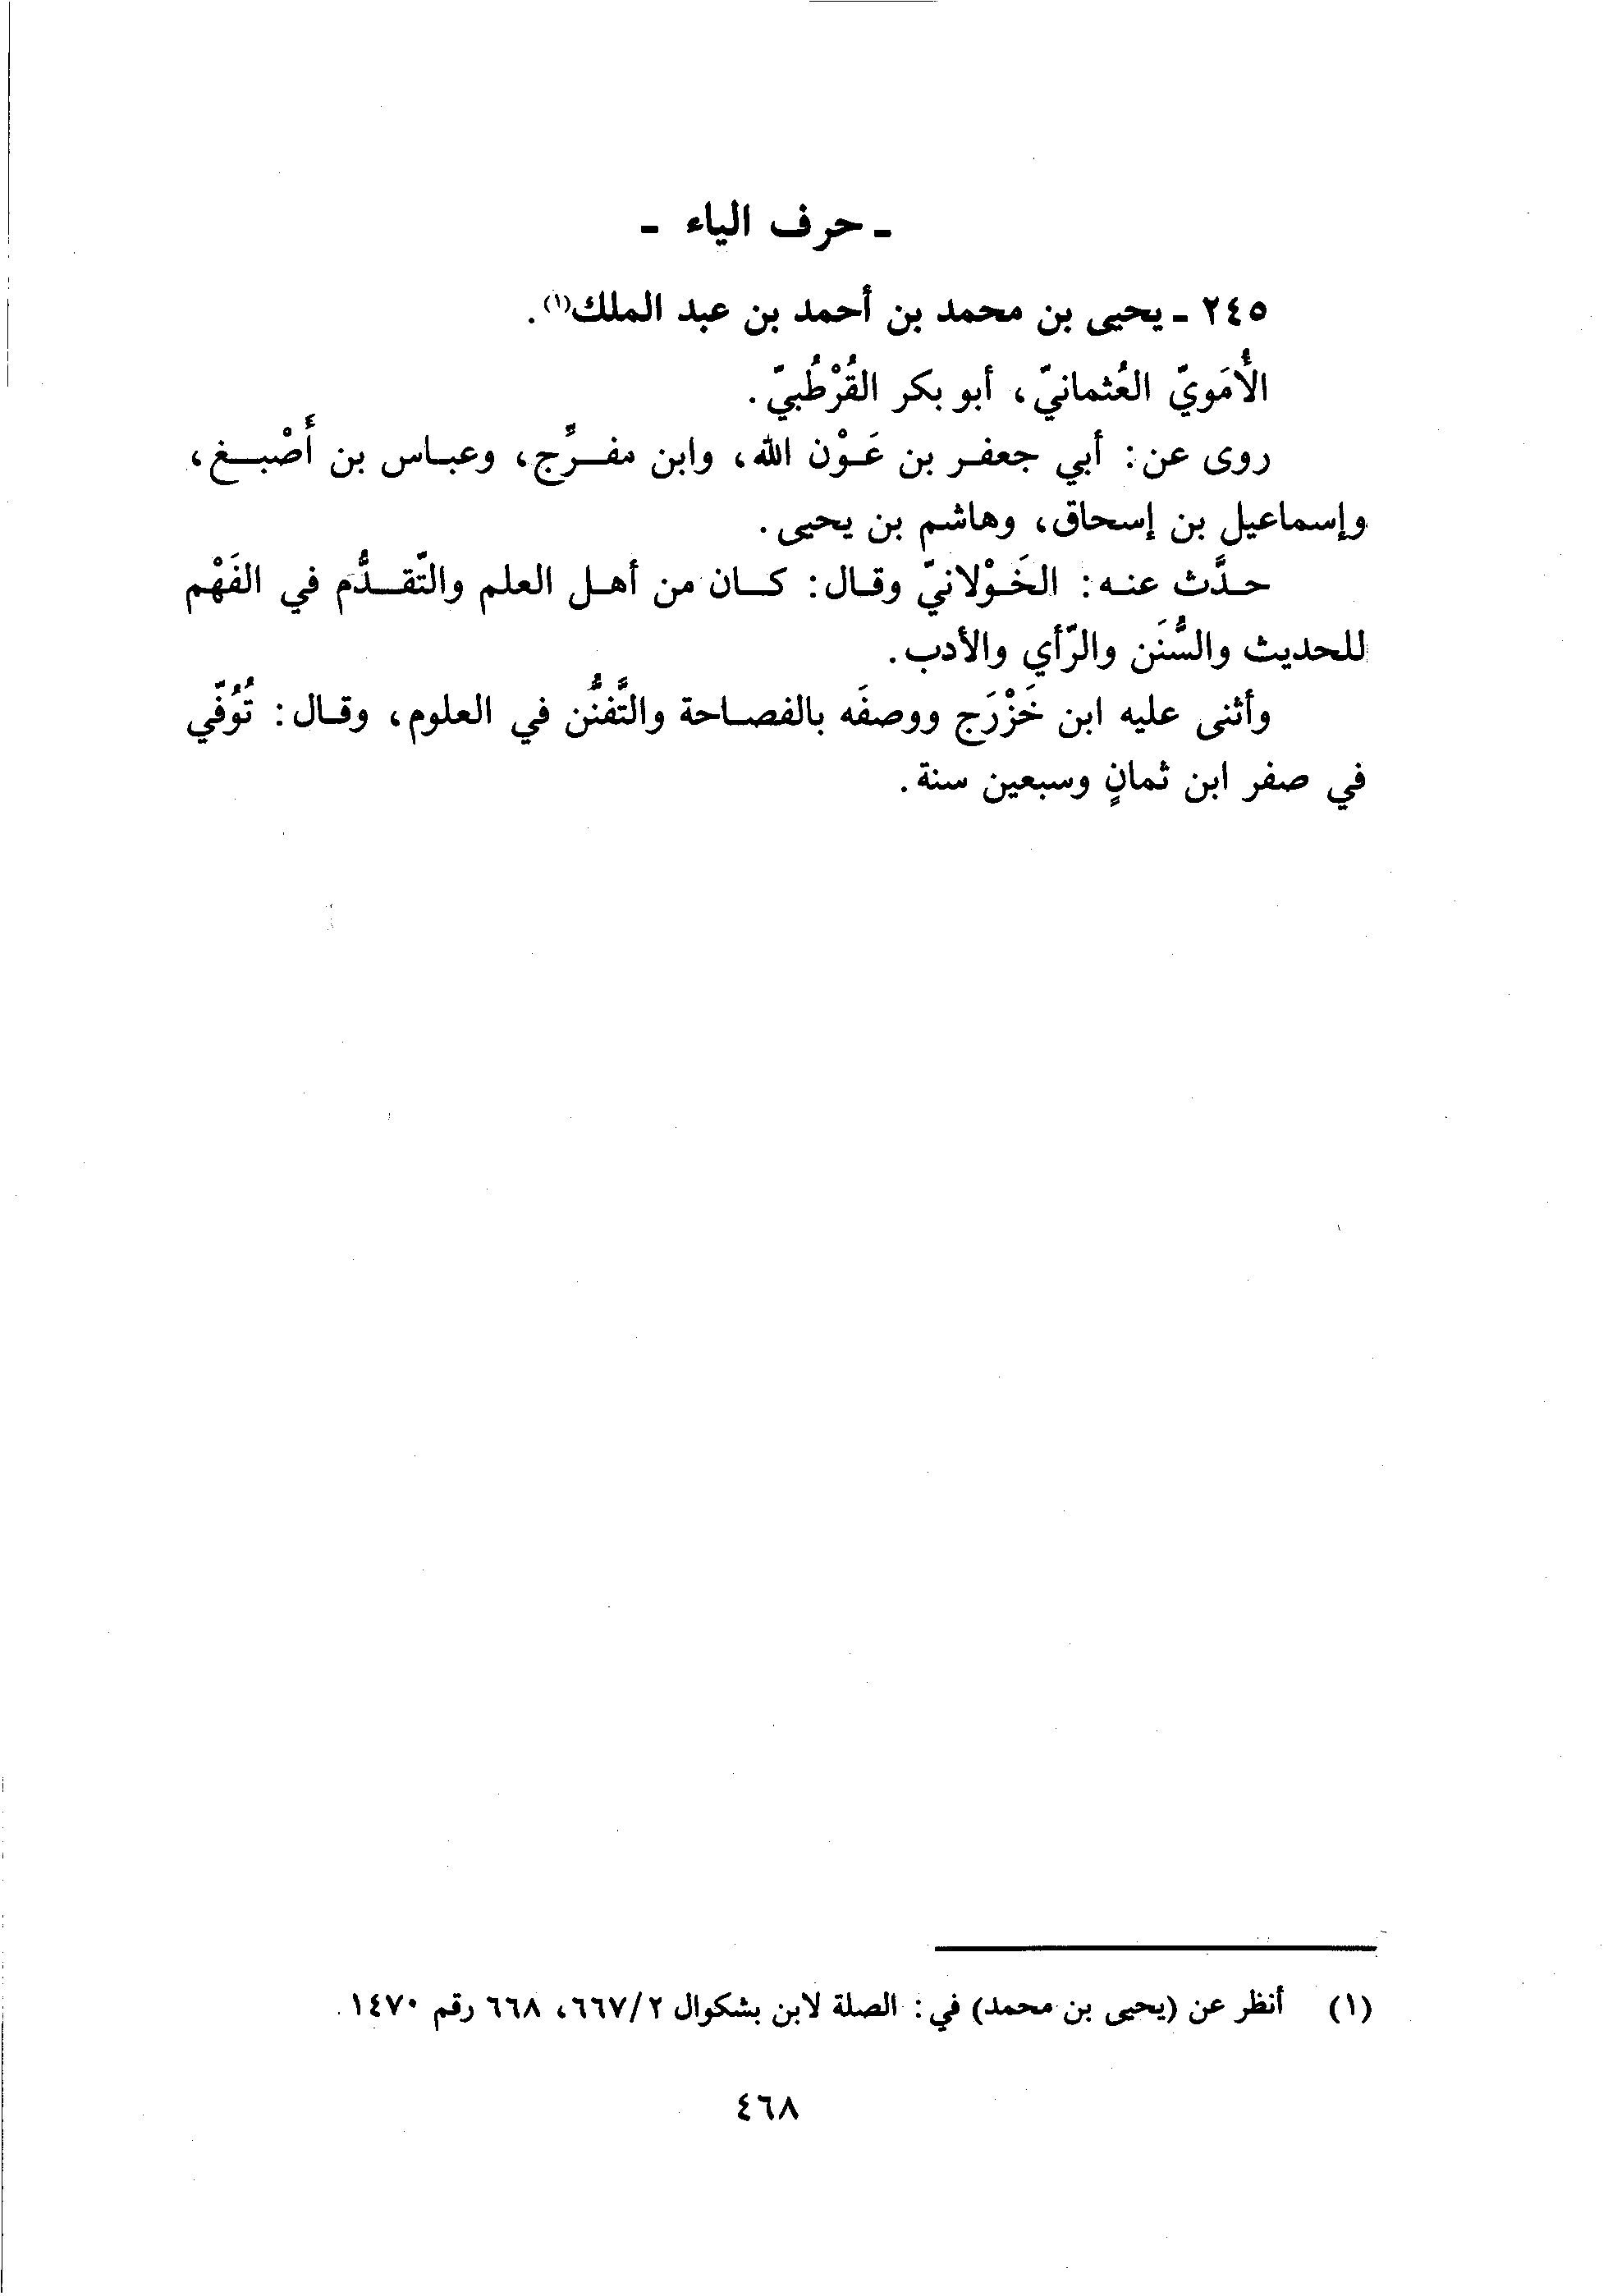 - حرف الياء -
٢٤٥ - يحيى بن محمد بن أحمد بن عبد الملك(١).
الأُمَويّ العُثمانيّ، أبو بكر القُرْطُبيّ.
روى عن: أبي جعفر بن عَوْن الله، وابن مفرِّج، وعباس بن أَصْبغ،
وإسماعيل بن إسحاق، وهاشم بن يحيى.
حدَّث عنه: الخَوْلانيّ وقال: كان من أهل العلم والتّقدُّم في الفَهْم
للحديث والسُّنَن والرّأي والأدب.
وأثنى عليه ابن خَزْرَج ووصفَه بالفصاحة والتَّفنُّن في العلوم، وقال: تُوُفّي
في صفر ابن ثمانٍ وسبعين سنة.
(١) أنظر عن (يحيى بن محمد) في: الصلة لابن بشكوال ٢/٦٦٧، ٦٦٨ رقم ١٤٧٠.
٤٦٨